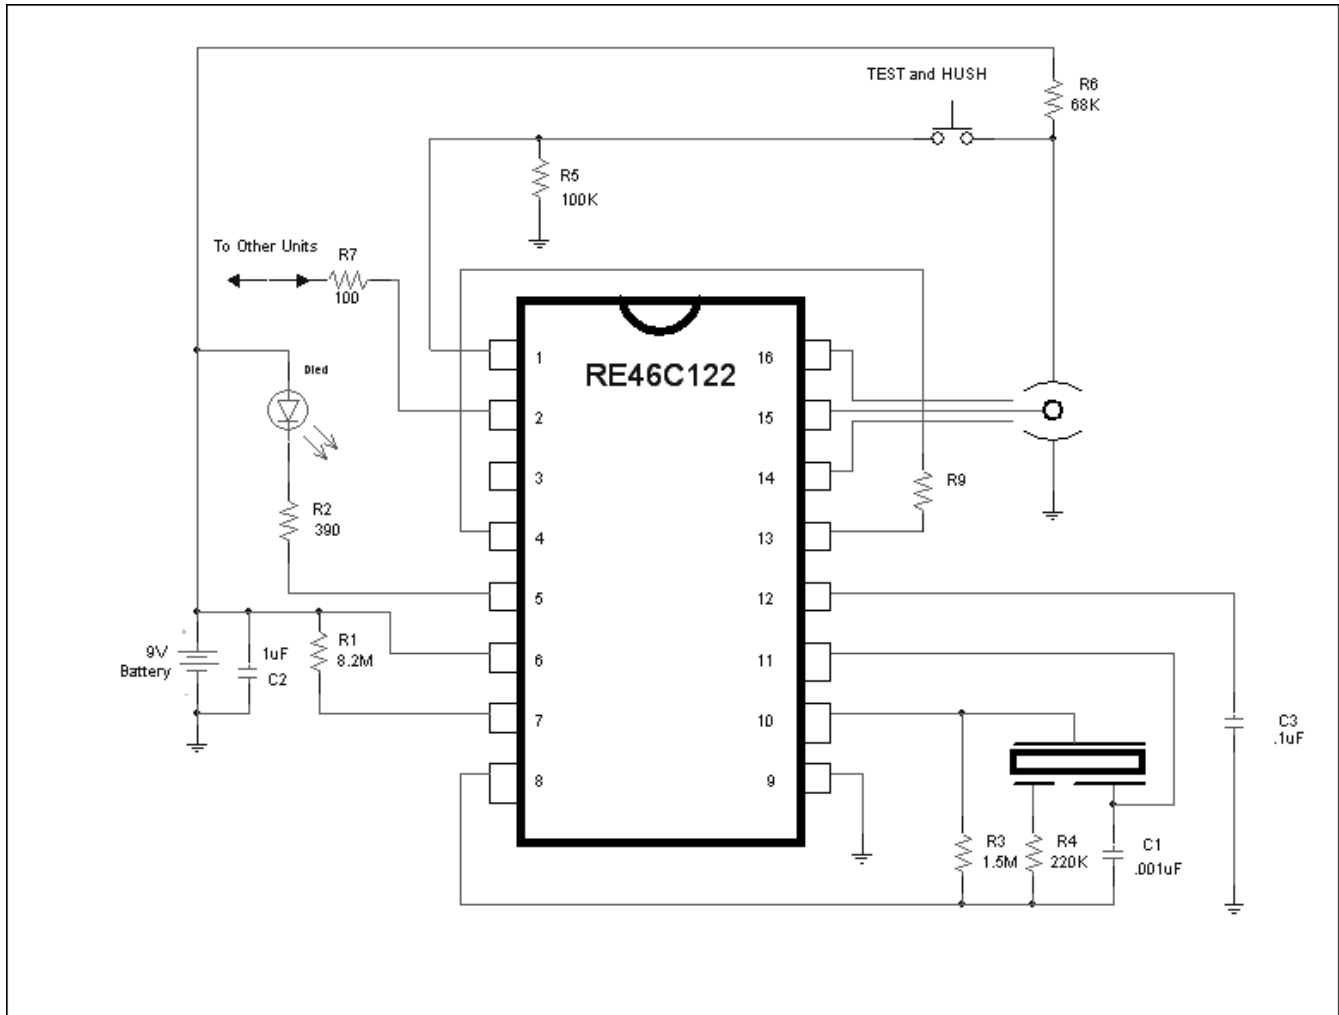 TEST and HUSH
R6
68K
R5
100K
To Other Units
R7
100
Dled
RE46C122
1
2
3
4
5
6
7
8
16
15
14
13
12
11
10
9
R9
R2
390
9V
Battery
1uF
C2
R1
8.2M
C3
.1uF
R3
1.5M
R4
220K
C1
.001uF